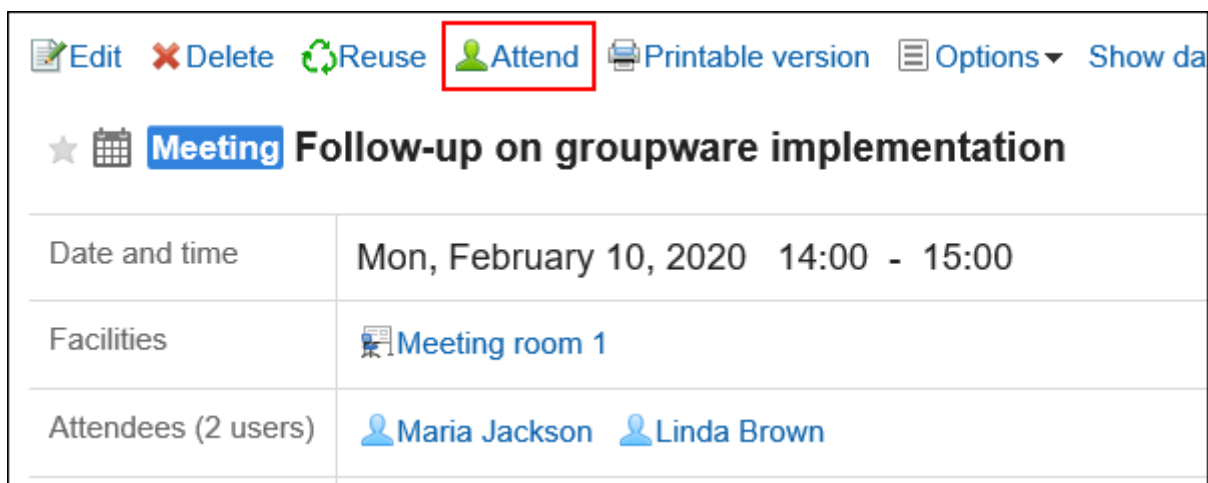 Edit Delete Reuse Attend Printable version Options Show da
Meeting Follow-up on groupware implementation
Date and time Mon, February 10, 2020 14:00 - 15:00
Facilities Meeting room 1
Attendees (2 users) Maria Jackson Linda Brown